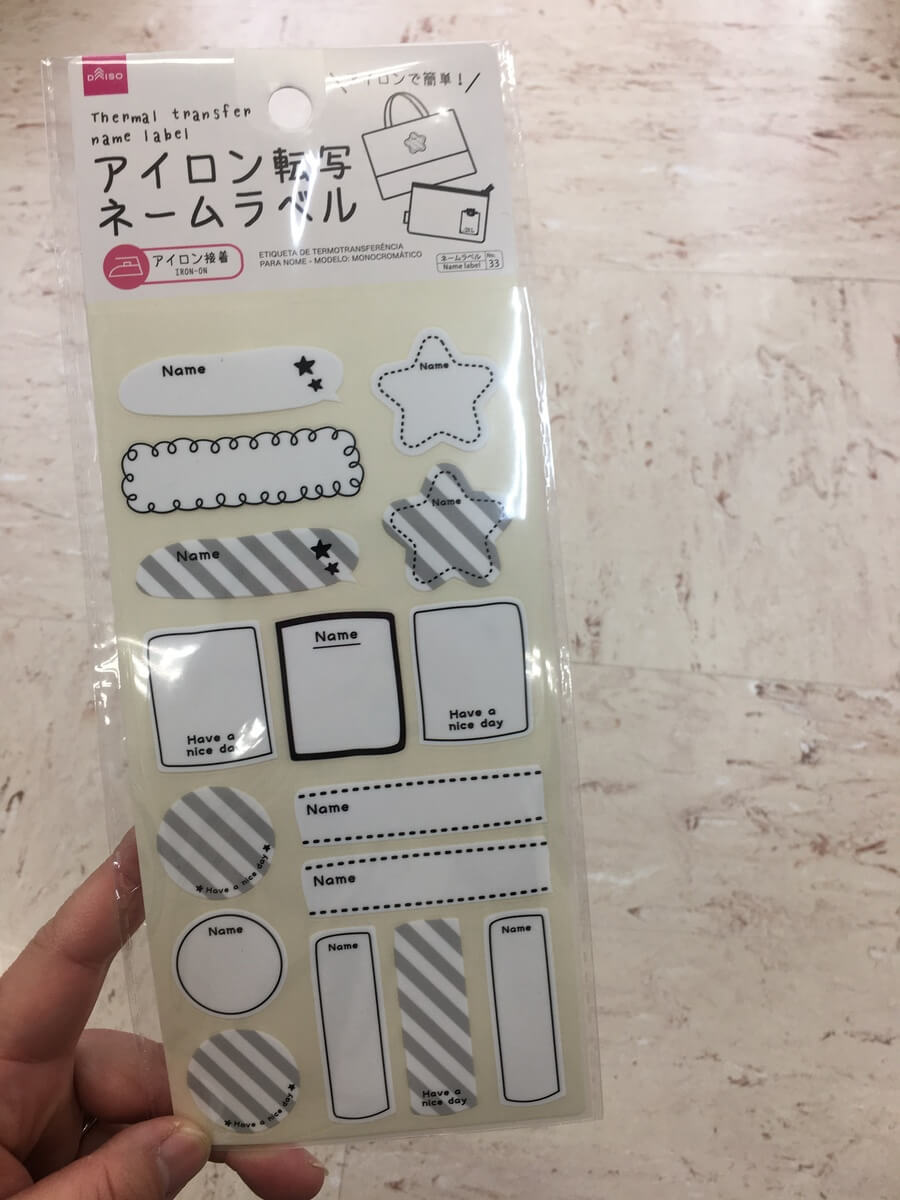 DAISO
アイロンで簡単!
Thermal transfer
name label
アイロン転写
ネームラベル
アイロン接着
IRON-ON
ETIQUETA DE TERMOTRANSFERÊNCIA
PARA NOME - MODELO: MONOCROMÁTICO
ネームラベル
Name label
No.
33
Name
Name
Name
Name
Have a
nice day
Name
Have a
nice day
Name
Have a nice day
Name
Name
Name
Have a
nice day
Name
Have a nice day